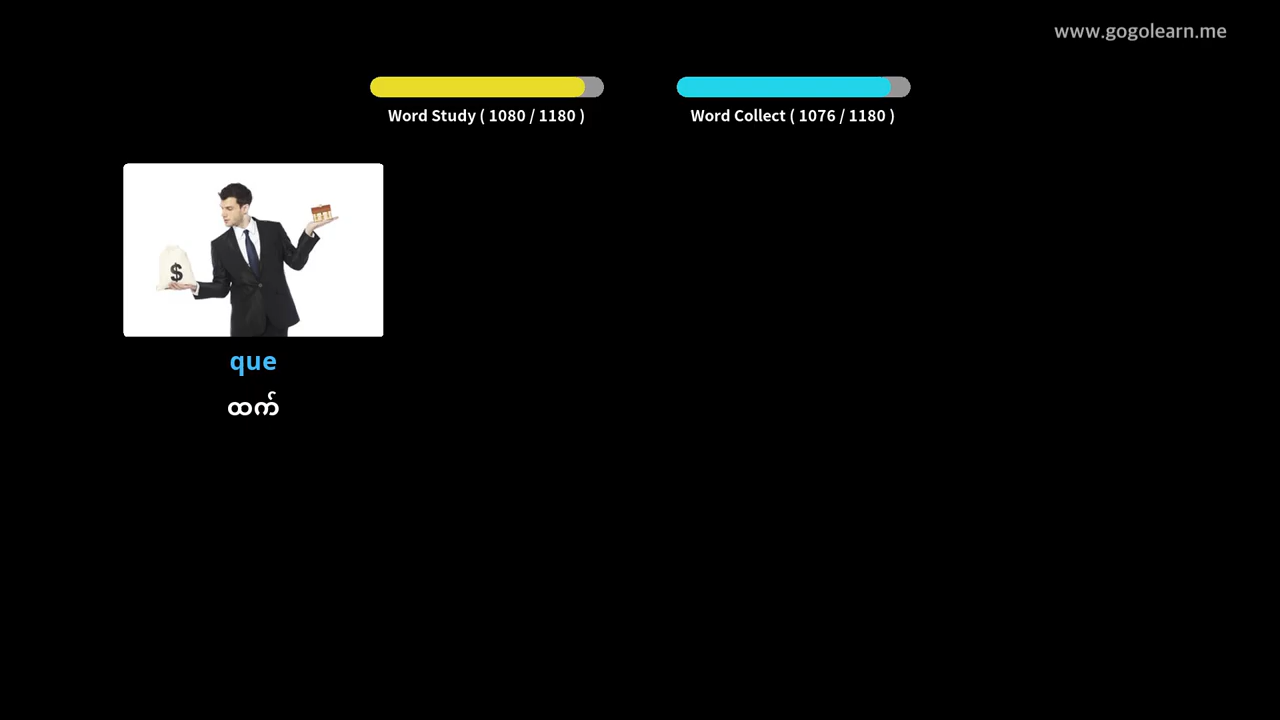 www.gogolearn.me
Word Study ( 1080 / 1180 )
Word Collect ( 1076 / 1180 )
$
que
ထက်